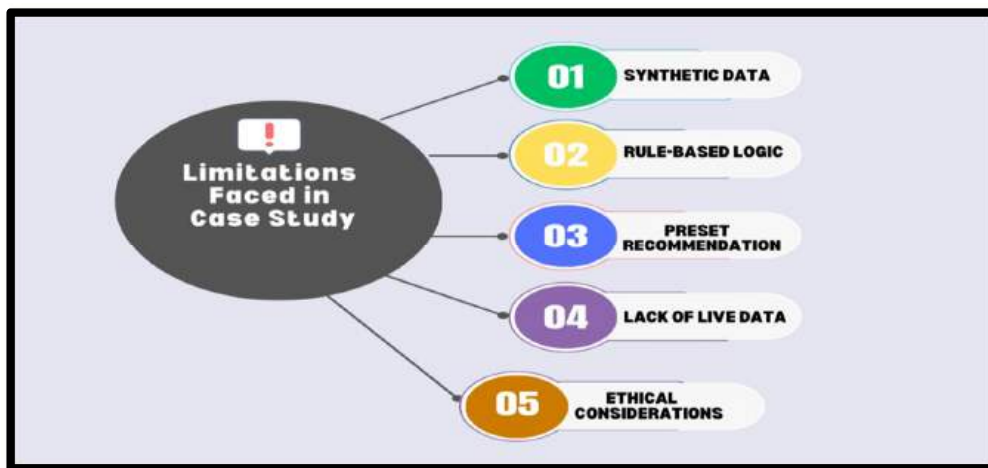 !
Limitations
Faced in
Case Study
01
SYNTHETIC DATA
02
RULE-BASED LOGIC
03
PRESET
RECOMMENDATION
04
LACK OF LIVE DATA
05
ETHICAL
CONSIDERATIONS